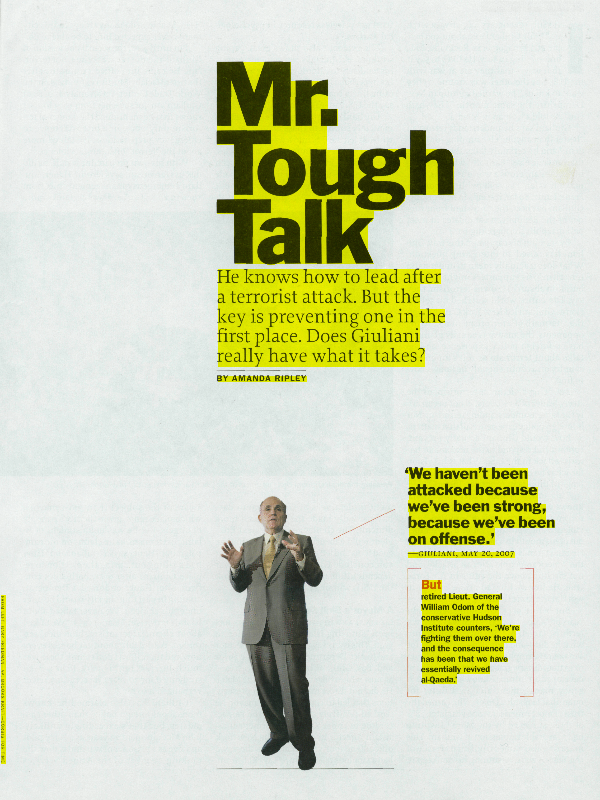 Mr.
Tough
Talk
He knows how to lead after
a terrorist attack. But the
key is preventing one in the
first place. Does Giuliani
really have what it takes?
BY AMANDA RIPLEY
‘We haven’t been
attacked because
we’ve been strong,
because we’ve been
on offense.’
—GIULIANI, MAY 20, 2007
But
retired Lieut. General
William Odom of the
conservative Hudson
Institute counters, ‘We’re
fighting them over there,
and the consequence
has been that we have
essentially revived
al-Qaeda.’